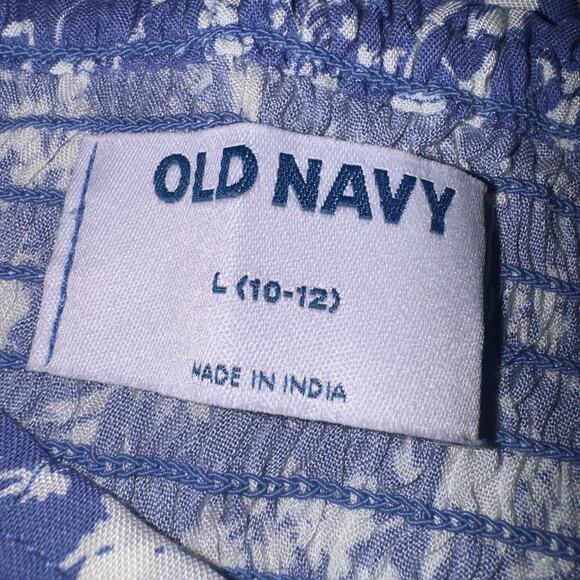 OLD NAVY
L (10-12)
MADE IN INDIA